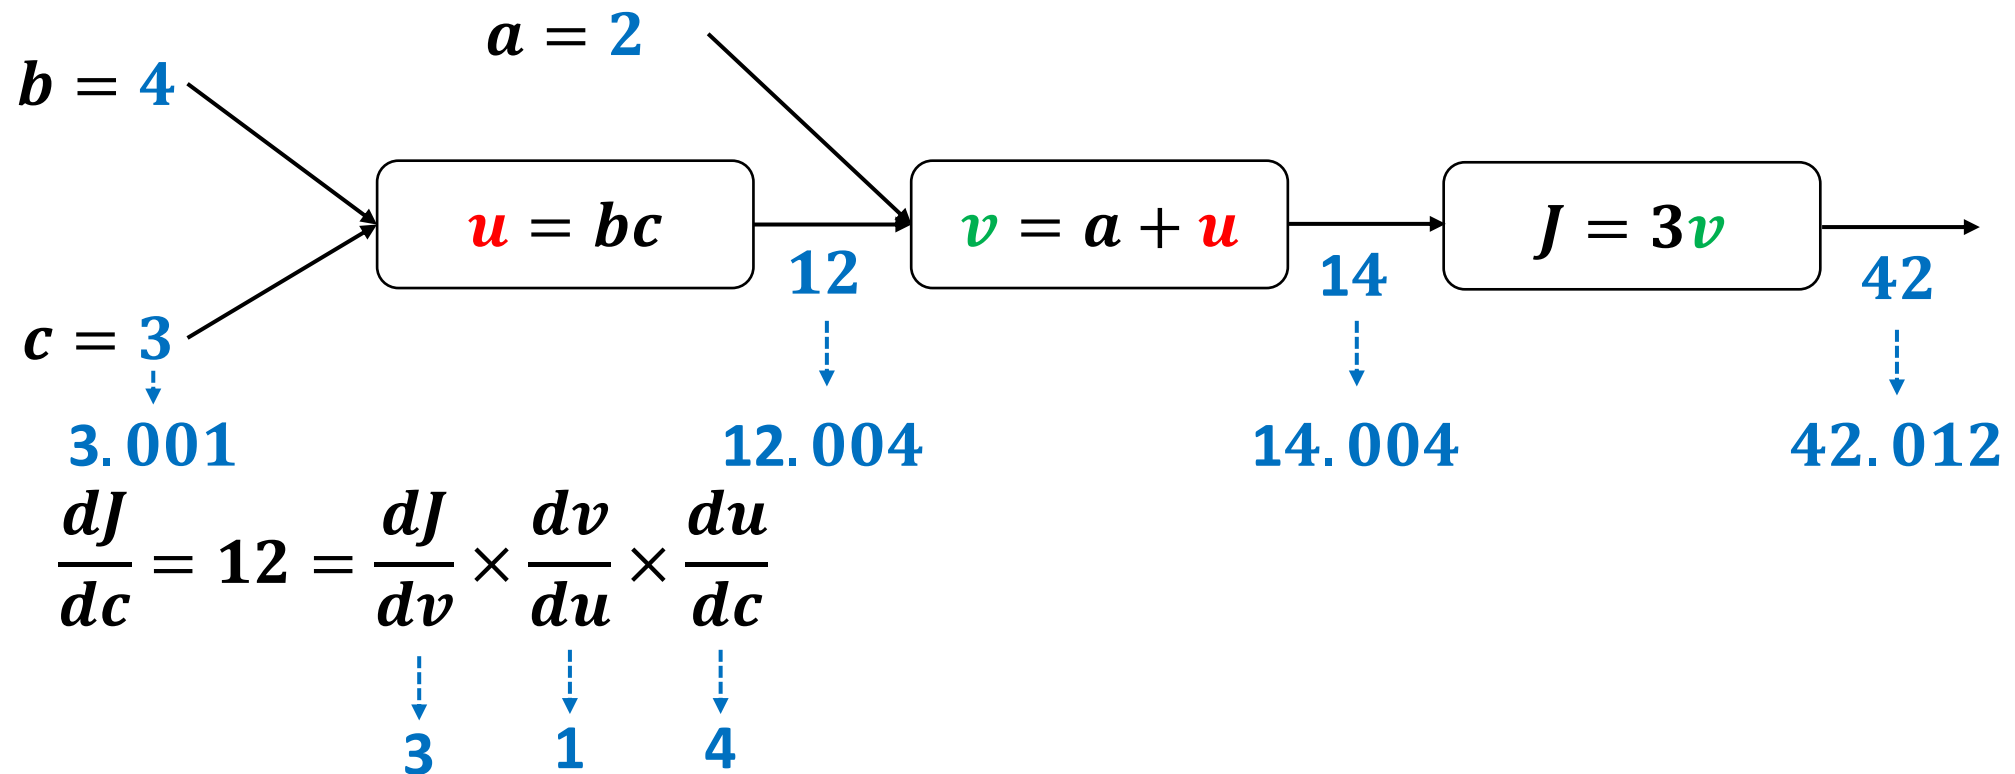 a = 2
b = 4
u = bc
v = a + u
J = 3v
12
14
42
c = 3
3.001
12.004
14.004
42.012
dJ/dc = 12 = dJ/dv × dv/du × du/dc
3 1 4